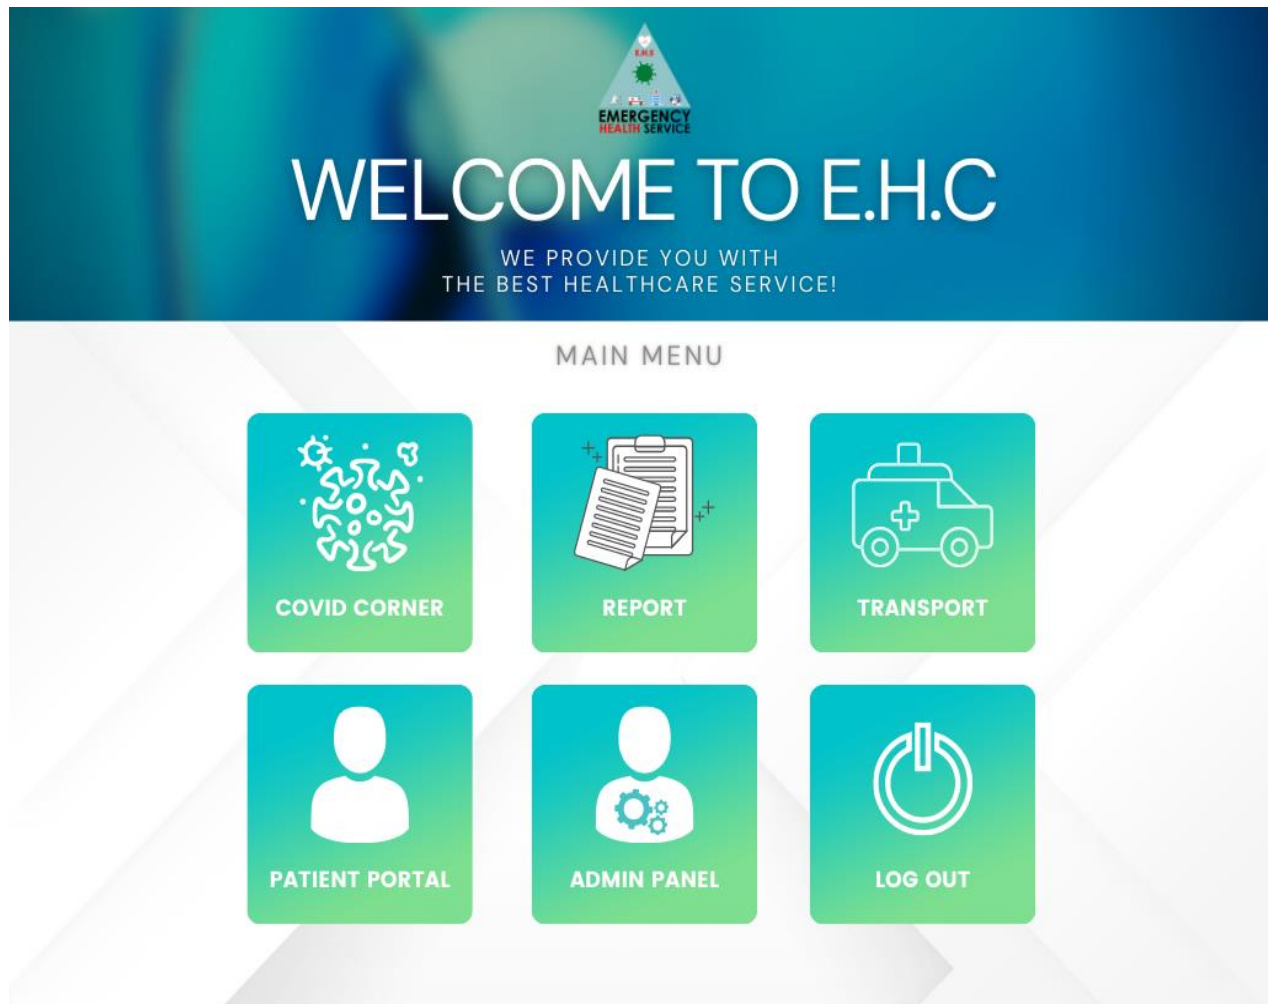 E.H.S
EMERGENCY
HEALTH SERVICE
WELCOME TO E.H.C
WE PROVIDE YOU WITH
THE BEST HEALTHCARE SERVICE!
MAIN MENU
COVID CORNER
REPORT
TRANSPORT
PATIENT PORTAL
ADMIN PANEL
LOG OUT